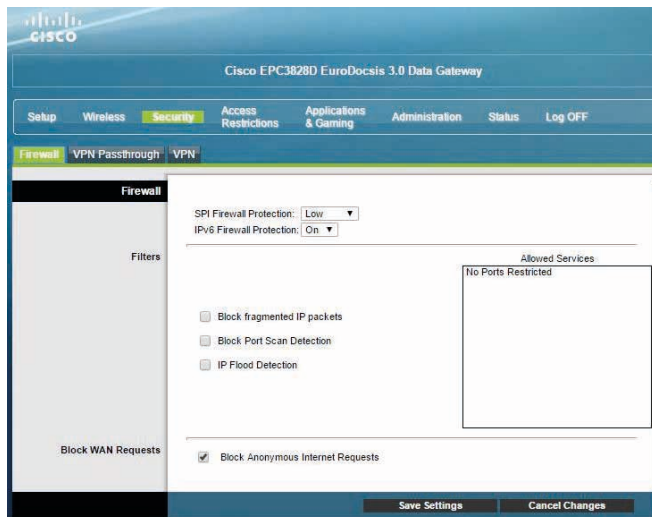 CISCO
Cisco EPC3828D EuroDocsis 3.0 Data Gateway
Setup Wireless Security Access Restrictions Applications & Gaming Administration Status Log OFF
Firewall VPN Passthrough VPN
Firewall
SPI Firewall Protection: Low
IPv6 Firewall Protection: On
Filters
Allowed Services
No Ports Restricted
Block fragmented IP packets
Block Port Scan Detection
IP Flood Detection
Block WAN Requests
Block Anonymous Internet Requests
Save Settings Cancel Changes